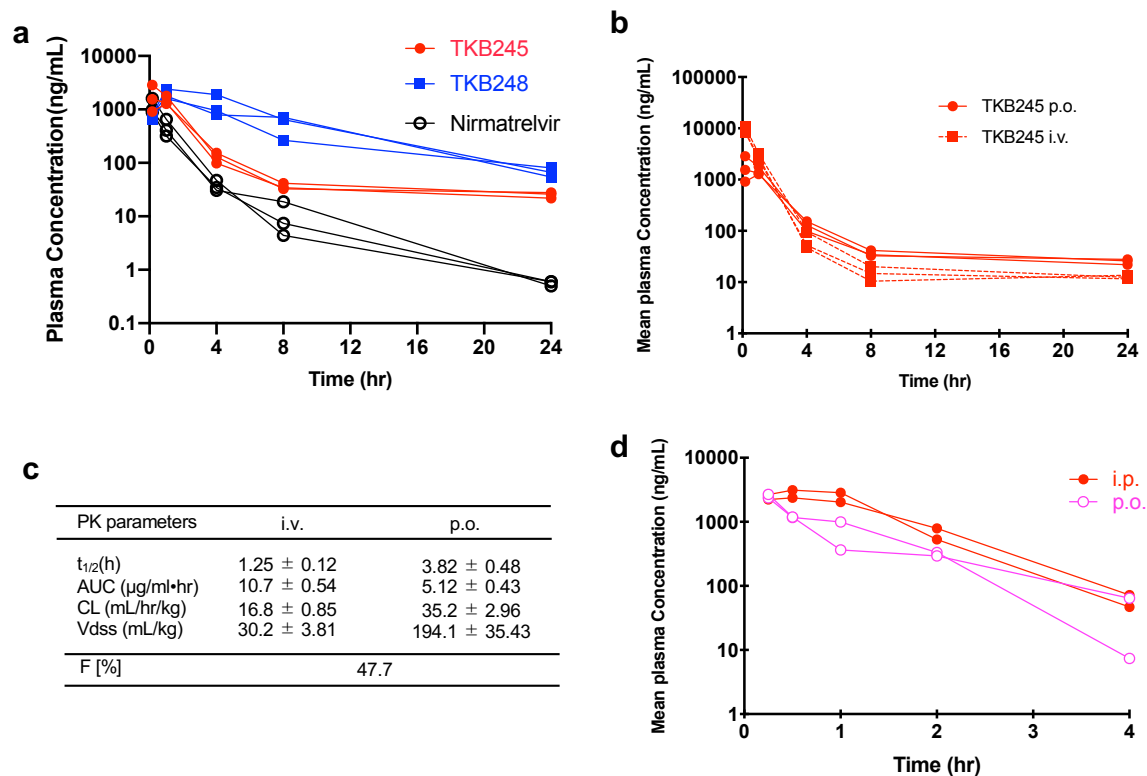 a
TKB245
TKB248
Nirmatrelvir
Plasma Concentration(ng/mL)
10000
1000
100
10
1
0.1
0 4 8 12 16 20 24
Time (hr)
b
TKB245 p.o.
TKB245 i.v.
Mean plasma Concentration (ng/mL)
100000
10000
1000
100
10
1
0 4 8 12 16 20 24
Time (hr)
c
PK parameters i.v. p.o.
t1/2(h) 1.25 ± 0.12 3.82 ± 0.48
AUC (μg/ml•hr) 10.7 ± 0.54 5.12 ± 0.43
CL (mL/hr/kg) 16.8 ± 0.85 35.2 ± 2.96
Vdss (mL/kg) 30.2 ± 3.81 194.1 ± 35.43
F [%] 47.7
d
i.p.
p.o.
Mean plasma Concentration (ng/mL)
10000
1000
100
10
1
0 1 2 3 4
Time (hr)